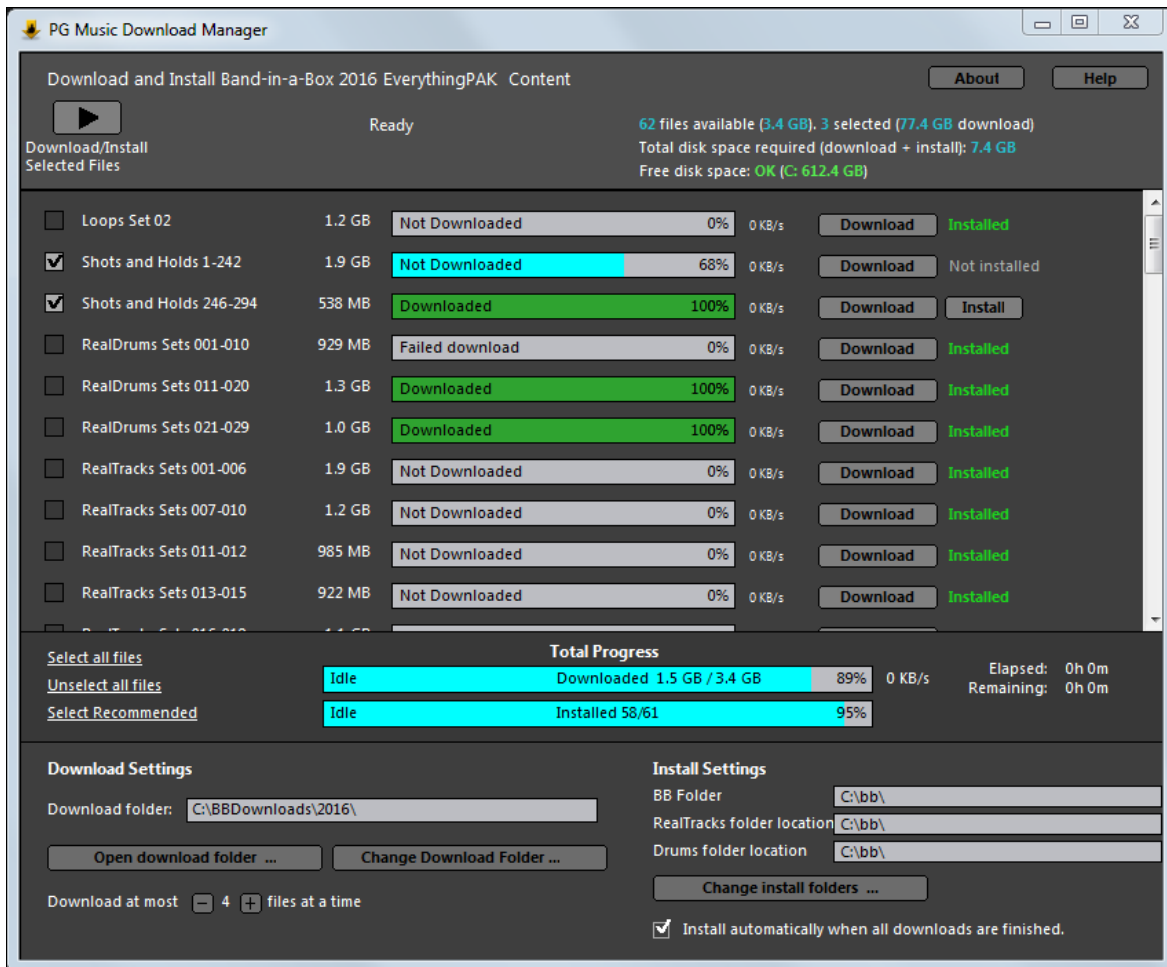 PG Music Download Manager
Download and Install Band-in-a-Box 2016 EverythingPAK Content
About
Help
Download/Install
Selected Files
Ready
62 files available (3.4 GB). 3 selected (77.4 GB download)
Total disk space required (download + install): 7.4 GB
Free disk space: OK (C: 612.4 GB)
Loops Set 02 1.2 GB Not Downloaded 0% 0 KB/s Download Installed
Shots and Holds 1-242 1.9 GB Not Downloaded 68% 0 KB/s Download Not installed
Shots and Holds 246-294 538 MB Downloaded 100% 0 KB/s Download Install
RealDrums Sets 001-010 929 MB Failed download 0% 0 KB/s Download Installed
RealDrums Sets 011-020 1.3 GB Downloaded 100% 0 KB/s Download Installed
RealDrums Sets 021-029 1.0 GB Downloaded 100% 0 KB/s Download Installed
RealTracks Sets 001-006 1.9 GB Not Downloaded 0% 0 KB/s Download Installed
RealTracks Sets 007-010 1.2 GB Not Downloaded 0% 0 KB/s Download Installed
RealTracks Sets 011-012 985 MB Not Downloaded 0% 0 KB/s Download Installed
RealTracks Sets 013-015 922 MB Not Downloaded 0% 0 KB/s Download Installed
Select all files
Unselect all files
Select Recommended
Total Progress
Idle Downloaded 1.5 GB / 3.4 GB 89% 0 KB/s
Idle Installed 58/61 95%
Elapsed: 0h 0m
Remaining: 0h 0m
Download Settings
Download folder: C:\BBDownloads\2016\
Open download folder ...
Change Download Folder ...
Download at most - 4 + files at a time
Install Settings
BB Folder C:\bb\
RealTracks folder location C:\bb\
Drums folder location C:\bb\
Change install folders ...
Install automatically when all downloads are finished.